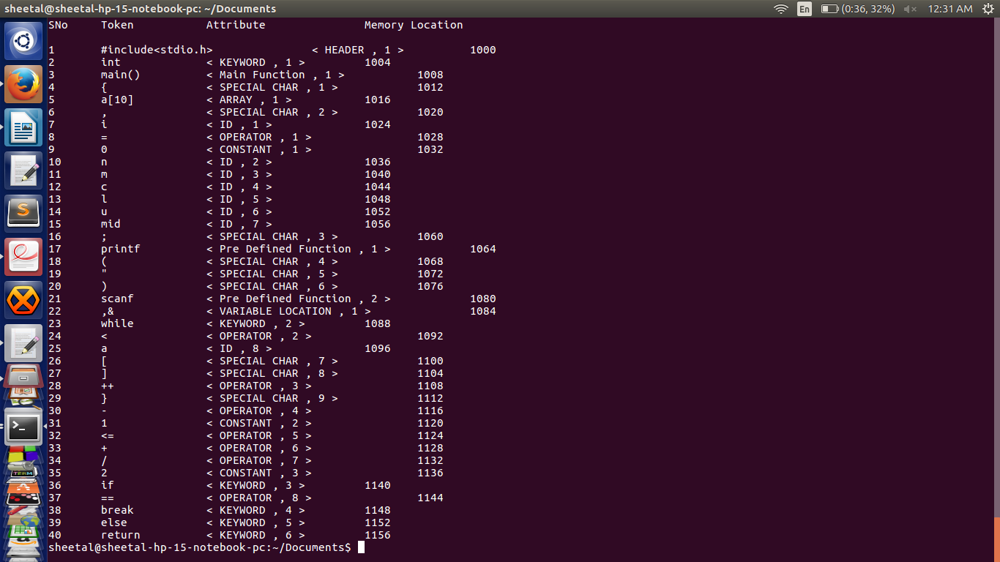 sheetal@sheetal-hp-15-notebook-pc: ~/Documents En (0:36, 32%) 12:31 AM
SNo Token Attribute Memory Location
1 #include<stdio.h> < HEADER , 1 > 1000
2 int < KEYWORD , 1 > 1004
3 main() < Main Function , 1 > 1008
4 { < SPECIAL CHAR , 1 > 1012
5 a[10] < ARRAY , 1 > 1016
6 , < SPECIAL CHAR , 2 > 1020
7 i < ID , 1 > 1024
8 = < OPERATOR , 1 > 1028
9 0 < CONSTANT , 1 > 1032
10 n < ID , 2 > 1036
11 m < ID , 3 > 1040
12 c < ID , 4 > 1044
13 l < ID , 5 > 1048
14 u < ID , 6 > 1052
15 mid < ID , 7 > 1056
16 ; < SPECIAL CHAR , 3 > 1060
17 printf < Pre Defined Function , 1 > 1064
18 ( < SPECIAL CHAR , 4 > 1068
19 " < SPECIAL CHAR , 5 > 1072
20 ) < SPECIAL CHAR , 6 > 1076
21 scanf < Pre Defined Function , 2 > 1080
22 ,& < VARIABLE LOCATION , 1 > 1084
23 while < KEYWORD , 2 > 1088
24 < < OPERATOR , 2 > 1092
25 a < ID , 8 > 1096
26 [ < SPECIAL CHAR , 7 > 1100
27 ] < SPECIAL CHAR , 8 > 1104
28 ++ < OPERATOR , 3 > 1108
29 } < SPECIAL CHAR , 9 > 1112
30 - < OPERATOR , 4 > 1116
31 1 < CONSTANT , 2 > 1120
32 <= < OPERATOR , 5 > 1124
33 + < OPERATOR , 6 > 1128
34 / < OPERATOR , 7 > 1132
35 2 < CONSTANT , 3 > 1136
36 if < KEYWORD , 3 > 1140
37 == < OPERATOR , 8 > 1144
38 break < KEYWORD , 4 > 1148
39 else < KEYWORD , 5 > 1152
40 return < KEYWORD , 6 > 1156
sheetal@sheetal-hp-15-notebook-pc:~/Documents$
S
>_
TERM
A
a